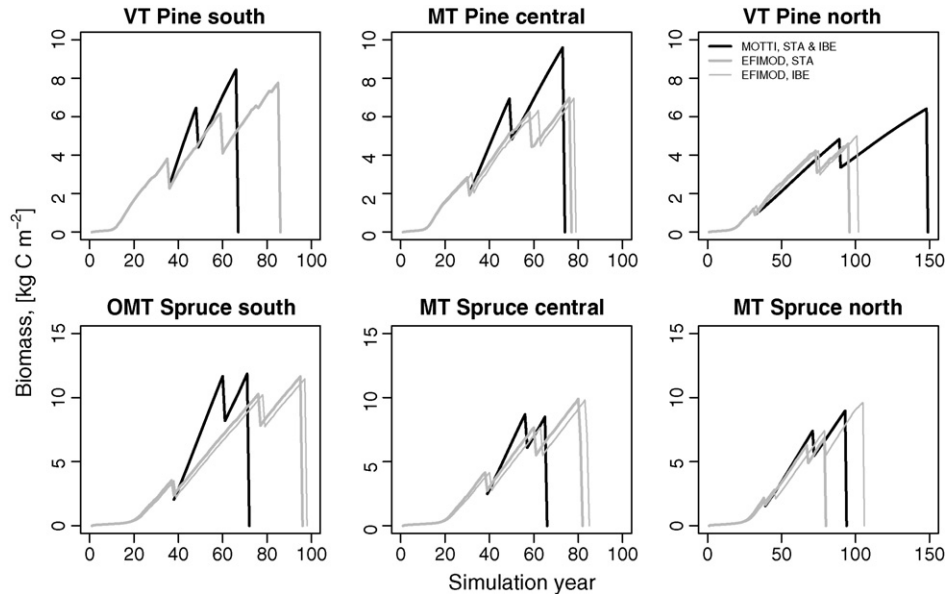 VT Pine south
MT Pine central
VT Pine north
0 2 4 6 8 10
0 2 4 6 8 10
0 2 4 6 8 10
MOTTI, STA & IBE
EFIMOD, STA
EFIMOD, IBE
0 20 40 60 80 100
0 20 40 60 80 100
0 50 100 150
Biomass, [kg C m⁻²]
OMT Spruce south
MT Spruce central
MT Spruce north
0 5 10 15
0 5 10 15
0 5 10 15
0 20 40 60 80 100
0 20 40 60 80 100
0 50 100 150
Simulation year